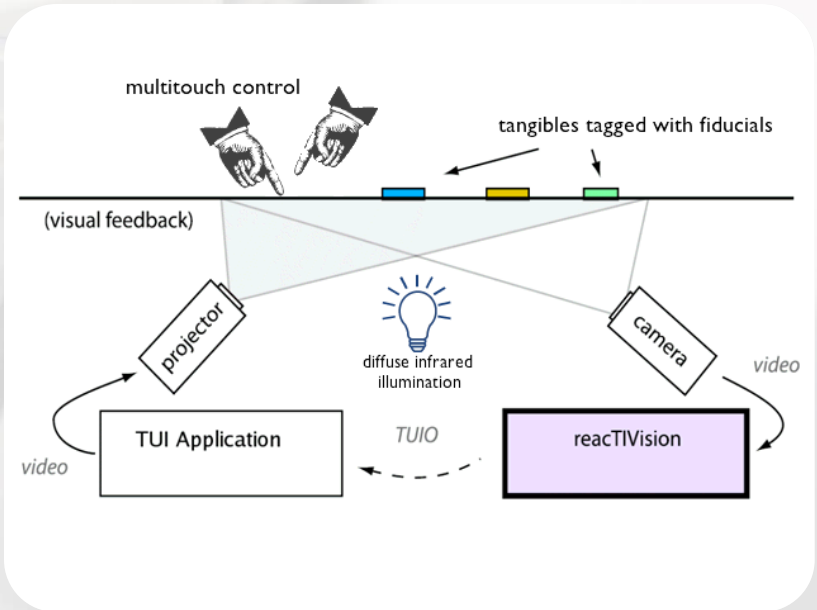 multitouch control
tangibles tagged with fiducials
(visual feedback)
projector
diffuse infrared
illumination
camera
video
TUI Application
TUIO
reacTIVision
video